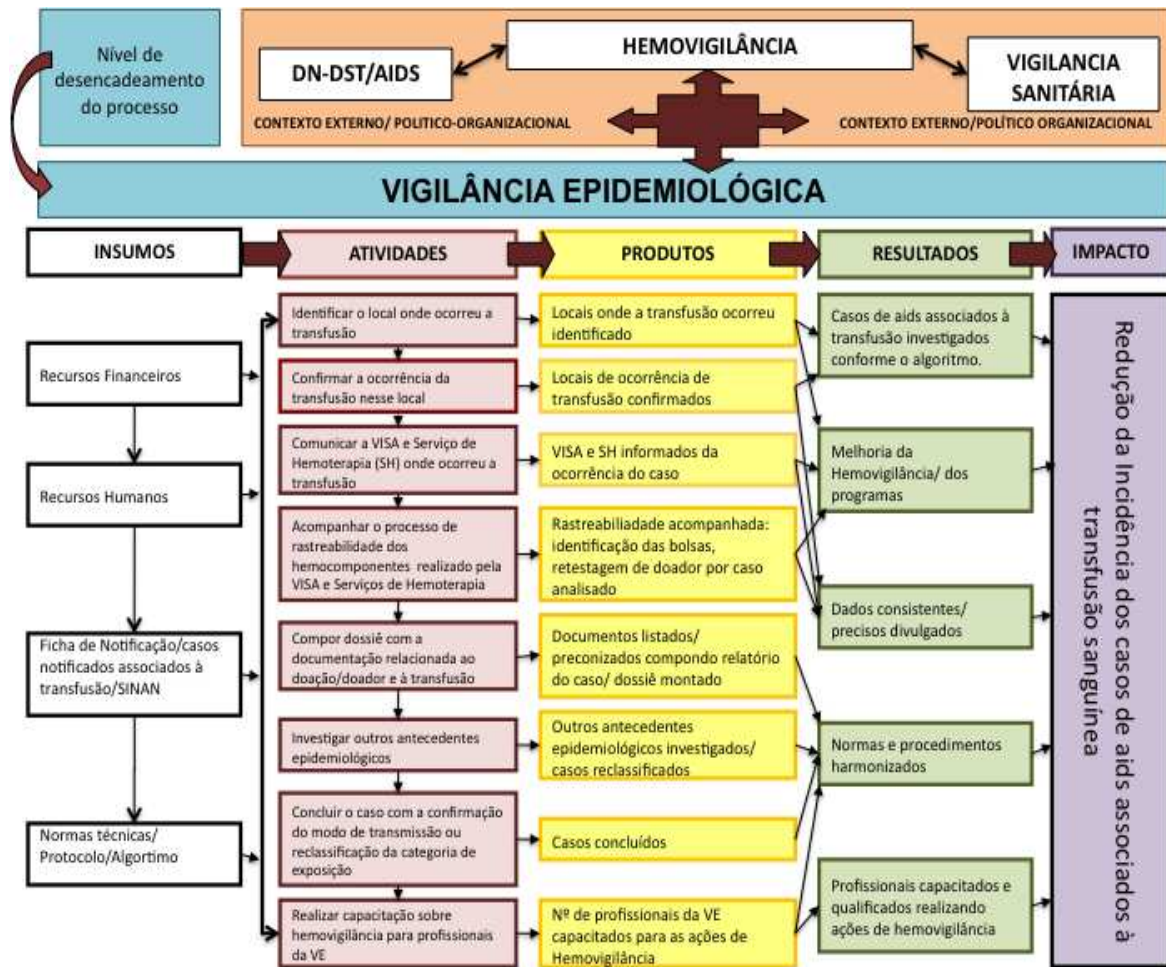 Nível de
desencadeamento
do processo
HEMOVIGILÂNCIA
DN-DST/AIDS
VIGILANCIA
SANITÁRIA
CONTEXTO EXTERNO/ POLITICO-ORGANIZACIONAL
CONTEXTO EXTERNO/POLÍTICO ORGANIZACIONAL
VIGILÂNCIA EPIDEMIOLÓGICA
INSUMOS
ATIVIDADES
PRODUTOS
RESULTADOS
IMPACTO
Recursos Financeiros
Recursos Humanos
Ficha de Notificação/casos
notificados associados à
transfusão/SINAN
Normas técnicas/
Protocolo/Algortimo
Identificar o local onde ocorreu a
transfusão
Confirmar a ocorrência da
transfusão nesse local
Comunicar a VISA e Serviço de
Hemoterapia (SH) onde ocorreu a
transfusão
Acompanhar o processo de
rastreabilidade dos
hemocomponentes realizado pela
VISA e Serviços de Hemoterapia
Compor dossiê com a
documentação relacionada ao
doação/doador e à transfusão
Investigar outros antecedentes
epidemiológicos
Concluir o caso com a confirmação
do modo de transmissão ou
reclassificação da categoria de
exposição
Realizar capacitação sobre
hemovigilância para profissionais
da VE
Locais onde a transfusão ocorreu
identificado
Locais de ocorrência de
transfusão confirmados
VISA e SH informados da
ocorrência do caso
Rastreabiliadade acompanhada:
identificação das bolsas,
retestagem de doador por caso
analisado
Documentos listados/
preconizados compondo relatório
do caso/ dossiê montado
Outros antecedentes
epidemiológicos investigados/
casos reclassificados
Casos concluídos
Nº de profissionais da VE
capacitados para as ações de
Hemovigilância
Casos de aids associados à
transfusão investigados
conforme o algoritmo.
Melhoria da
Hemovigilância/ dos
programas
Dados consistentes/
precisos divulgados
Normas e procedimentos
harmonizados
Profissionais capacitados e
qualificados realizando
ações de hemovigilância
Redução da Incidência dos casos de aids associados à
transfusão sanguínea